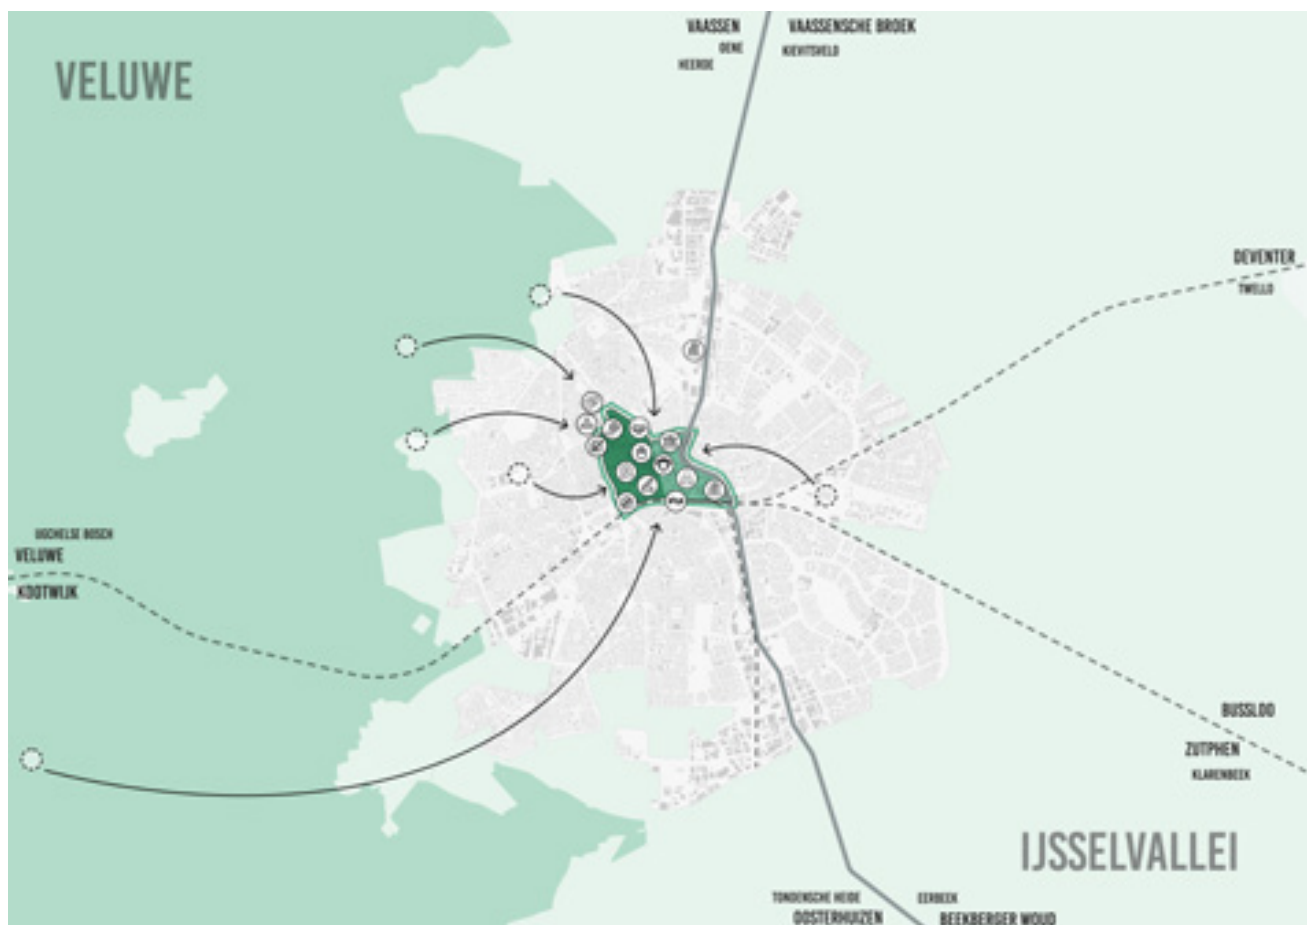 VAASSEN
VAASSENSCHE BROEK
OENE
KIEVITSVELD
HEERDE
VELUWE
DEVENTER
TWELLO
UGCHELSE BOSCH
VELUWE
KOOTWIJK
BUSSLOO
ZUTPHEN
KLARENBEEK
IJSSELVALLEI
TONDENSCHE HEIDE
EERBEEK
OOSTERHUIZEN
BEEKBERGER WOUD